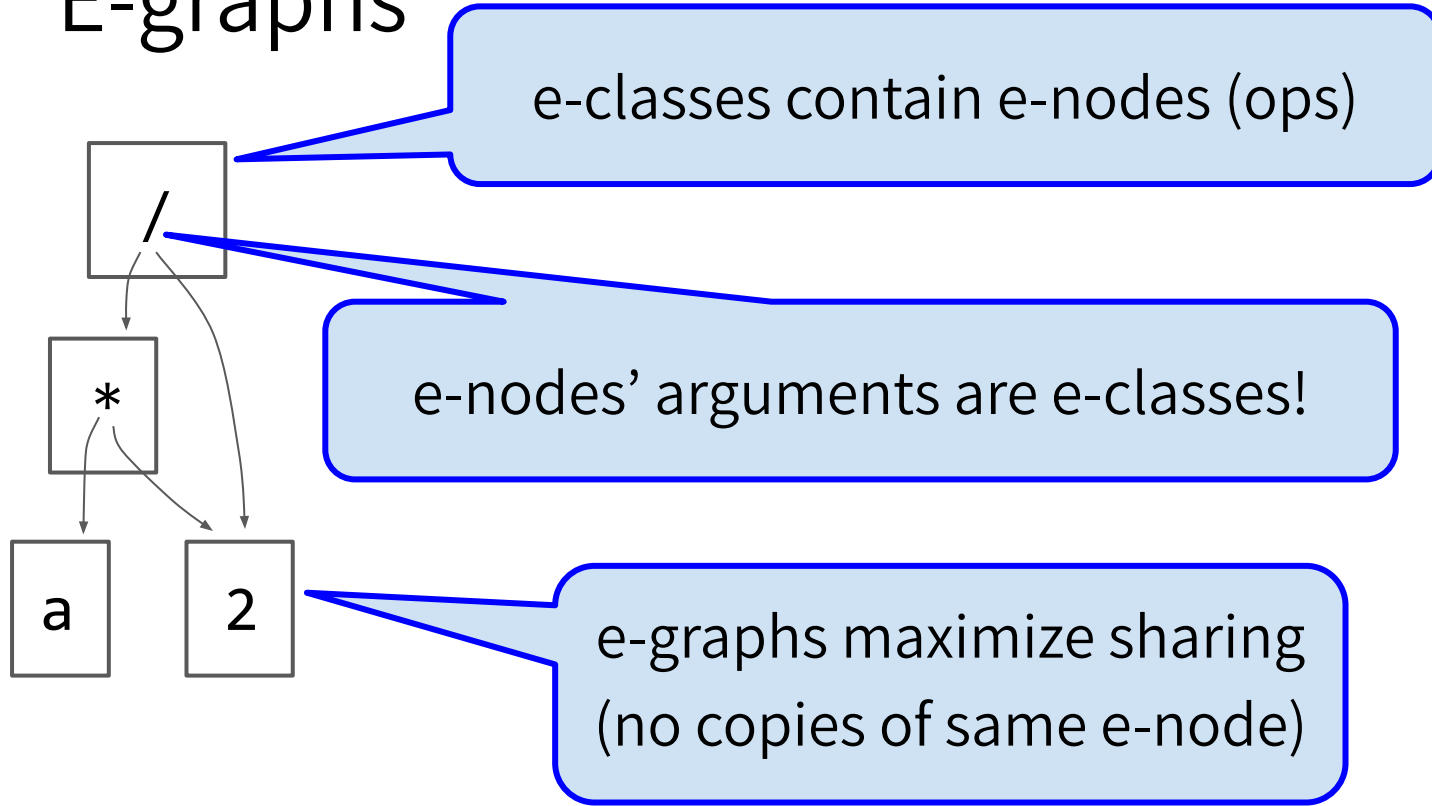 E-graphs
e-classes contain e-nodes (ops)
/
e-nodes’ arguments are e-classes!
*
a 2
e-graphs maximize sharing
(no copies of same e-node)